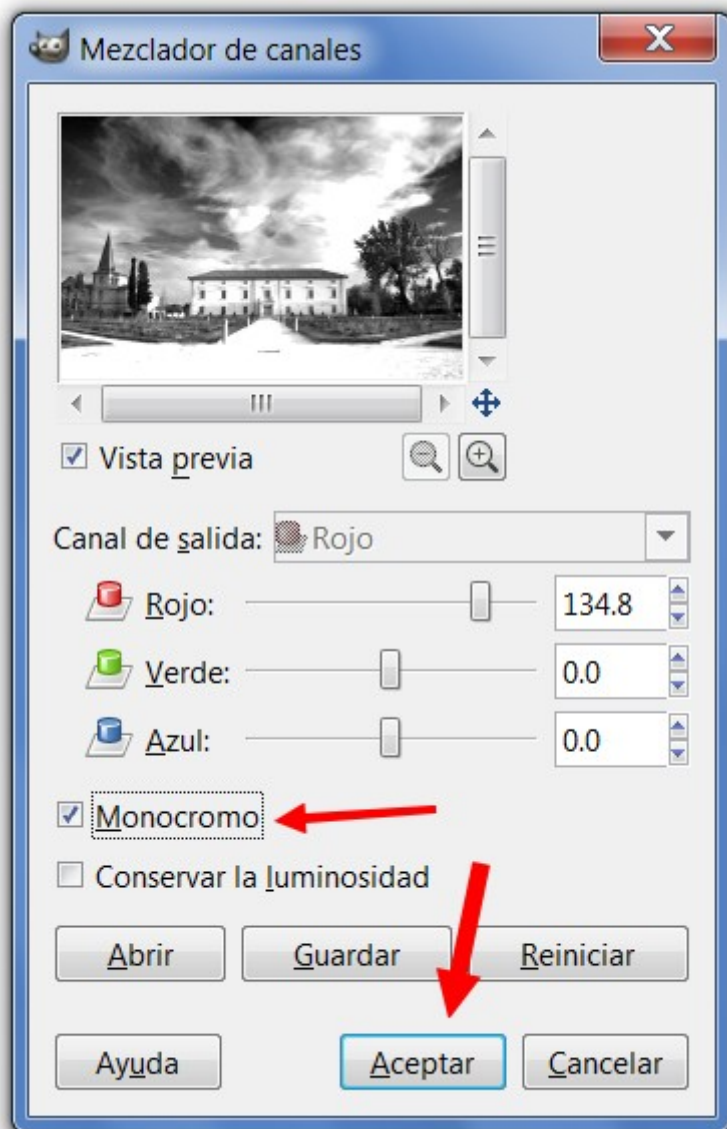 Mezclador de canales
Vista previa
Canal de salida: Rojo
Rojo: 134.8
Verde: 0.0
Azul: 0.0
Monocromo
Conservar la luminosidad
Abrir Guardar Reiniciar
Ayuda Aceptar Cancelar